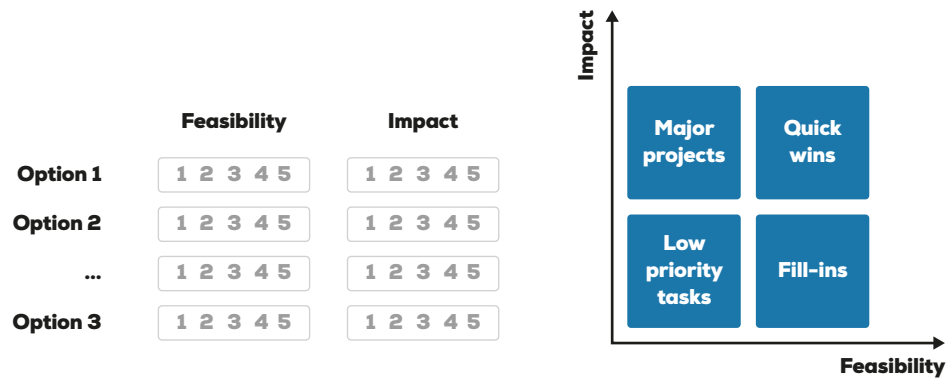 Feasibility Impact
Option 1 1 2 3 4 5 1 2 3 4 5
Option 2 1 2 3 4 5 1 2 3 4 5
... 1 2 3 4 5 1 2 3 4 5
Option 3 1 2 3 4 5 1 2 3 4 5
Impact
Major
projects
Quick
wins
Low
priority
tasks
Fill-ins
Feasibility